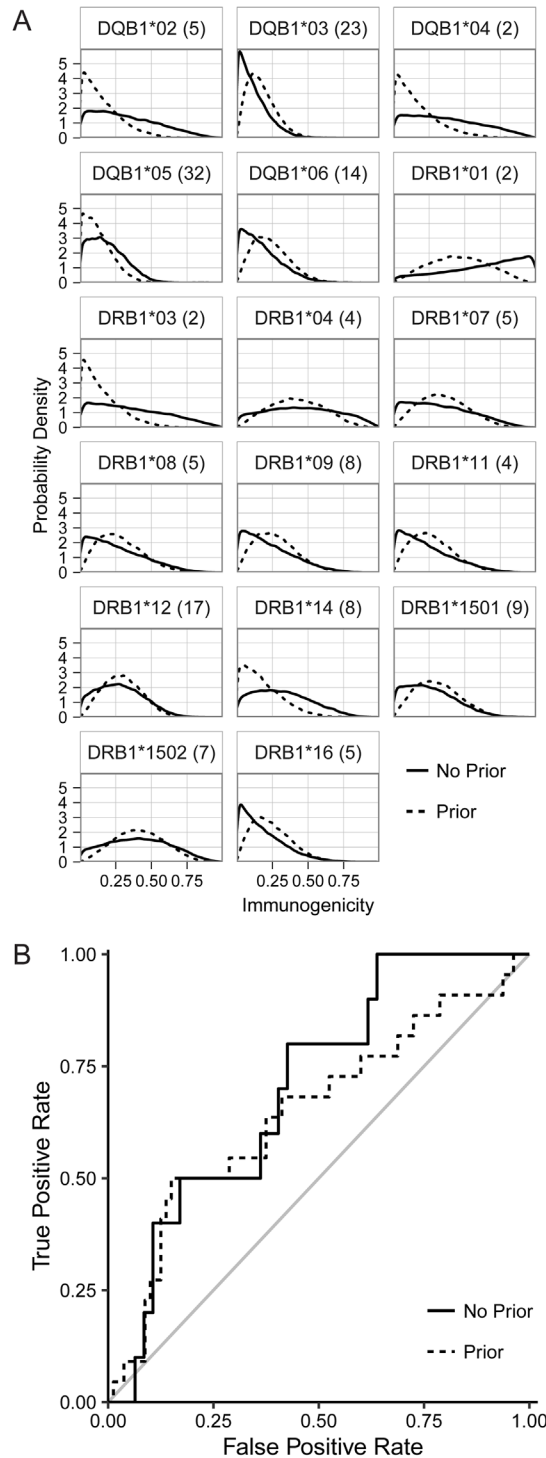 A
DQB1*02 (5) DQB1*03 (23) DQB1*04 (2)
5
4
3
2
1
0
DQB1*05 (32) DQB1*06 (14) DRB1*01 (2)
5
4
3
2
1
0
DRB1*03 (2) DRB1*04 (4) DRB1*07 (5)
5
4
3
2
1
0
Probability Density
DRB1*08 (5) DRB1*09 (8) DRB1*11 (4)
5
4
3
2
1
0
DRB1*12 (17) DRB1*14 (8) DRB1*1501 (9)
5
4
3
2
1
0
DRB1*1502 (7) DRB1*16 (5)
5
4
3
2
1
0
No Prior
Prior
0.25 0.50 0.75 0.25 0.50 0.75
Immunogenicity
B
1.00
0.75
0.50
0.25
0.00
True Positive Rate
No Prior
Prior
0.00 0.25 0.50 0.75 1.00
False Positive Rate